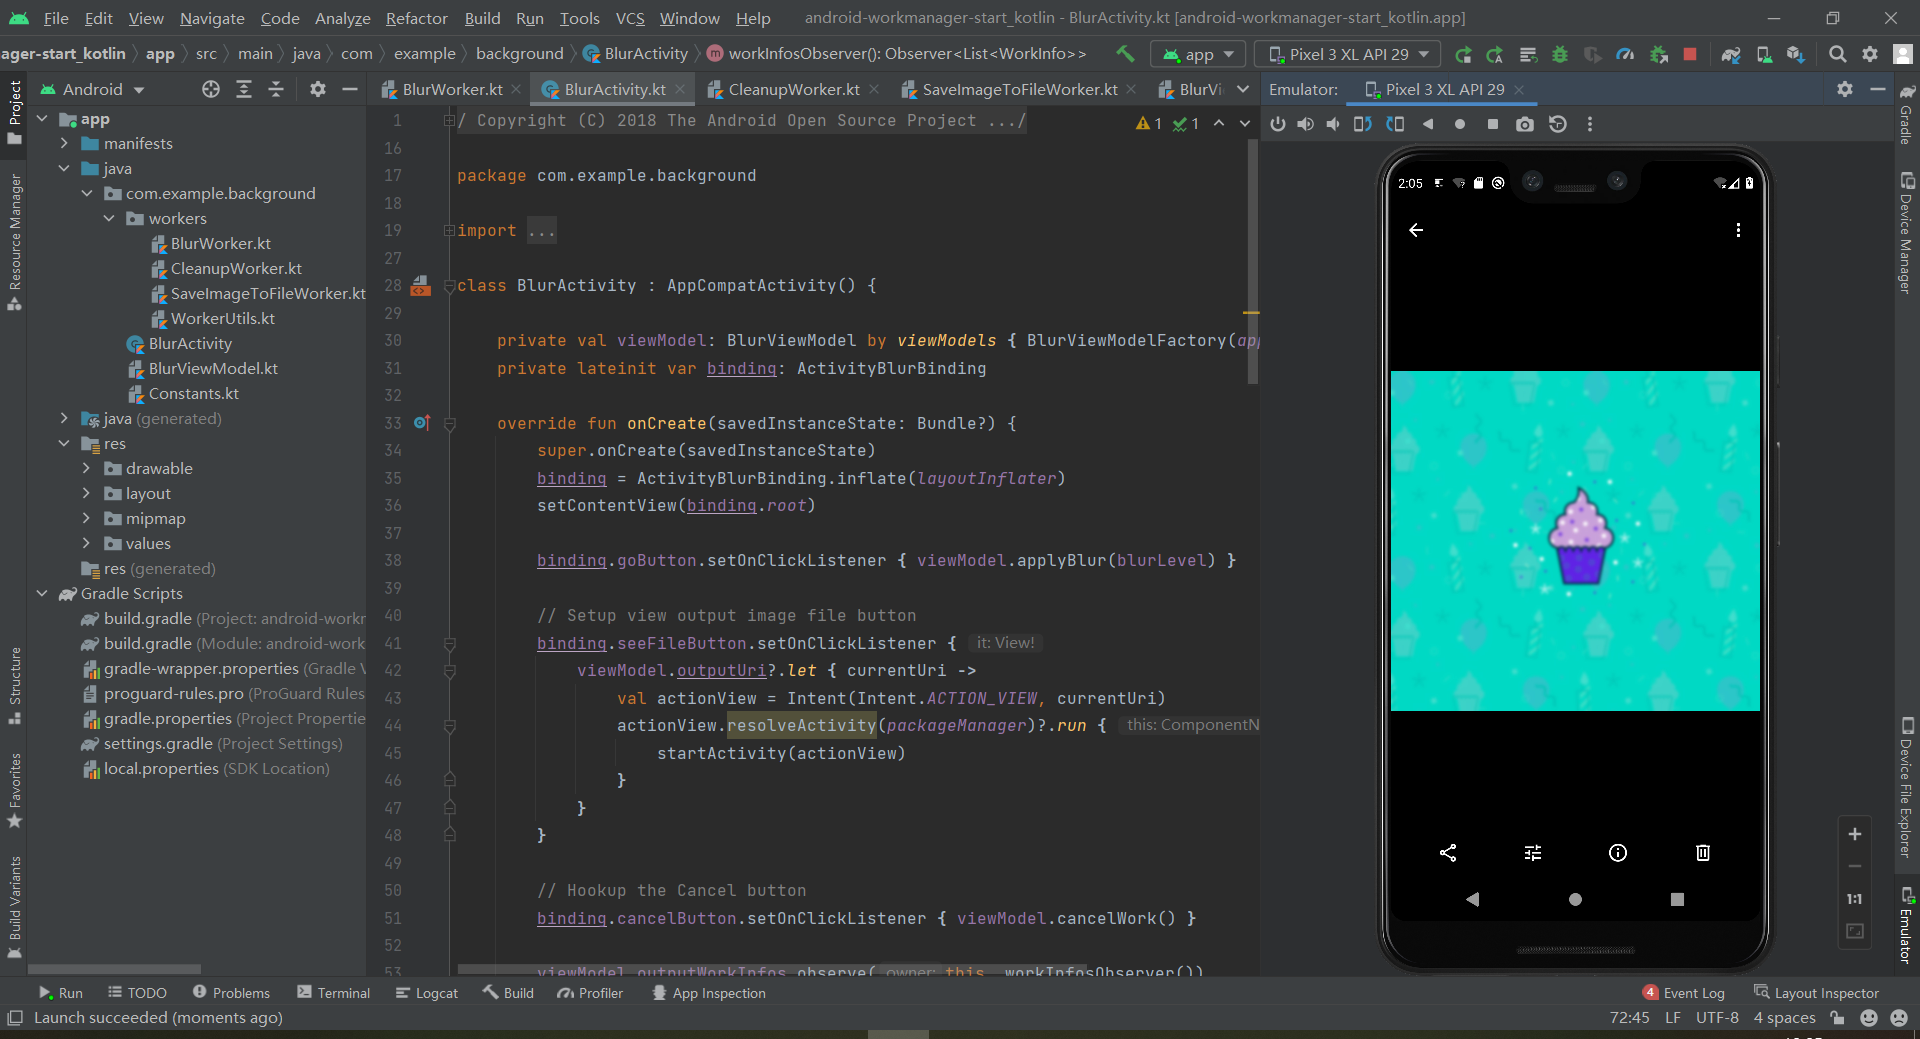 File Edit View Navigate Code Analyze Refactor Build Run Tools VCS Window Help android-workmanager-start_kotlin - BlurActivity.kt [android-workmanager-start_kotlin.app]
ager-start_kotlin app src main java com example background BlurActivity workInfosObserver(): Observer<List<WorkInfo>> app Pixel 3 XL API 29
Android BlurWorker.kt BlurActivity.kt CleanupWorker.kt SaveImageToFileWorker.kt BlurVi Emulator: Pixel 3 XL API 29
Project
Resource Manager
Structure
Favorites
Build Variants
app
manifests
java
com.example.background
workers
BlurWorker.kt
CleanupWorker.kt
SaveImageToFileWorker.kt
WorkerUtils.kt
BlurActivity
BlurViewModel.kt
Constants.kt
java (generated)
res
drawable
layout
mipmap
values
res (generated)
Gradle Scripts
build.gradle (Project: android-workr
build.gradle (Module: android-work
gradle-wrapper.properties (Gradle V
proguard-rules.pro (ProGuard Rules
gradle.properties (Project Propertie
settings.gradle (Project Settings)
local.properties (SDK Location)
1 / Copyright (C) 2018 The Android Open Source Project .../ 1 1
16
17 package com.example.background
18
19 import ...
27
28 class BlurActivity : AppCompatActivity() {
29
30 private val viewModel: BlurViewModel by viewModels { BlurViewModelFactory(app
31 private lateinit var binding: ActivityBlurBinding
32
33 override fun onCreate(savedInstanceState: Bundle?) {
34 super.onCreate(savedInstanceState)
35 binding = ActivityBlurBinding.inflate(layoutInflater)
36 setContentView(binding.root)
37
38 binding.goButton.setOnClickListener { viewModel.applyBlur(blurLevel) }
39
40 // Setup view output image file button
41 binding.seeFileButton.setOnClickListener { it: View!
42 viewModel.outputUri?.let { currentUri ->
43 val actionView = Intent(Intent.ACTION_VIEW, currentUri)
44 actionView.resolveActivity(packageManager)?.run { this: ComponentN
45 startActivity(actionView)
46 }
47 }
48 }
49
50 // Hookup the Cancel button
51 binding.cancelButton.setOnClickListener { viewModel.cancelWork() }
52
53 viewModel.outputWorkInfos.observe( owner: this, workInfosObserver())
2:05
1:1
Gradle
Device Manager
Device File Explorer
Emulator
Run TODO Problems Terminal Logcat Build Profiler App Inspection 4 Event Log Layout Inspector
Launch succeeded (moments ago) 72:45 LF UTF-8 4 spaces